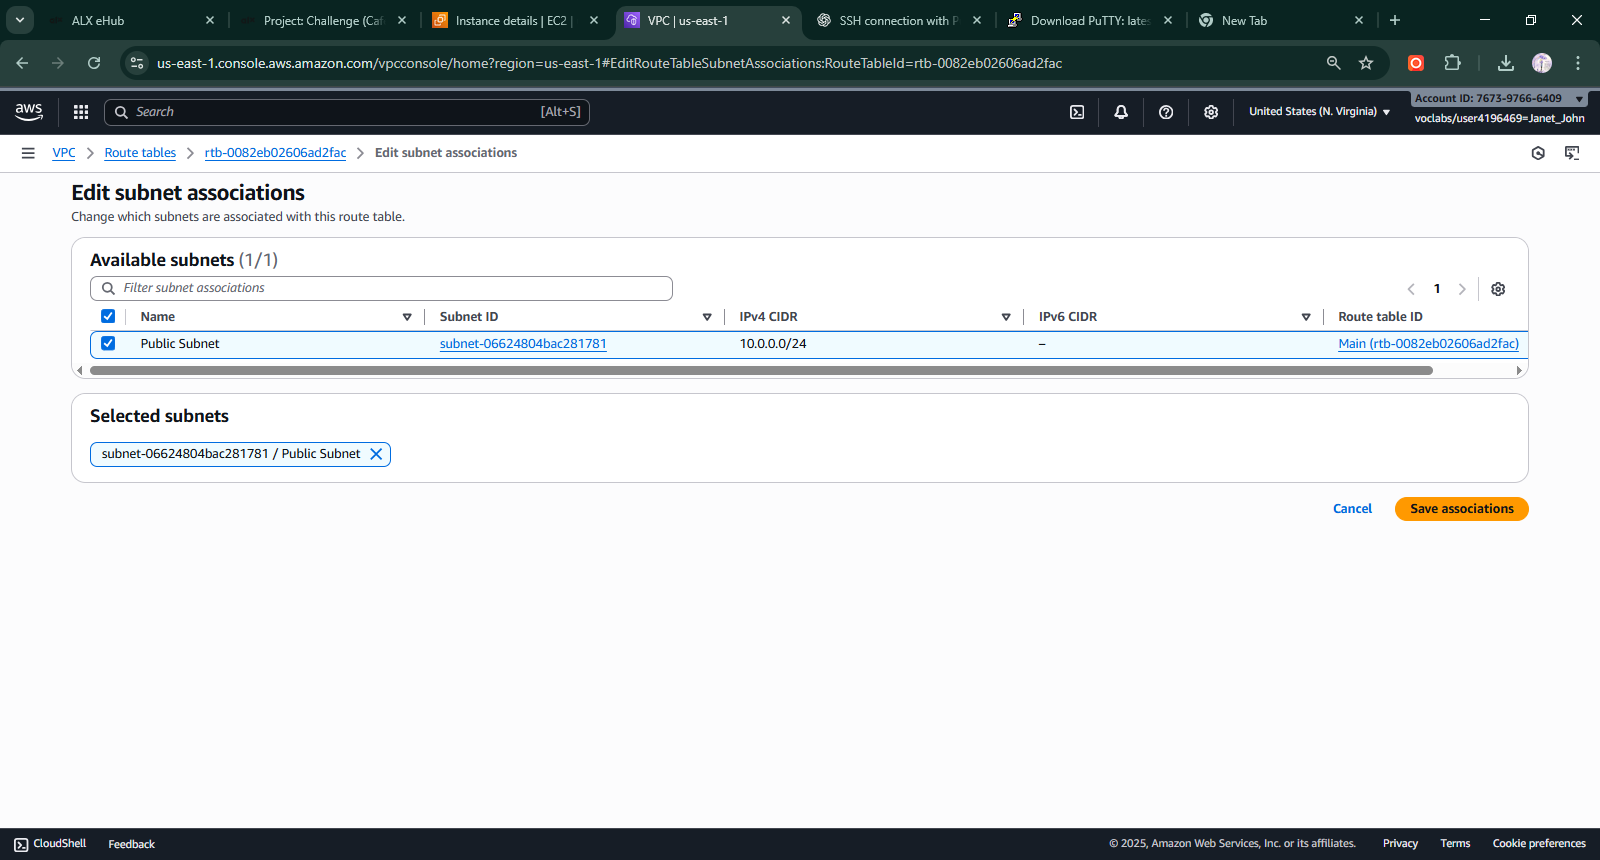 ALX eHub
Project: Challenge (Caf
Instance details | EC2 |
VPC | us-east-1
SSH connection with P
Download PuTTY: lates
New Tab
us-east-1.console.aws.amazon.com/vpcconsole/home?region=us-east-1#EditRouteTableSubnetAssociations:RouteTableId=rtb-0082eb02606ad2fac
aws
Search
[Alt+S]
United States (N. Virginia)
Account ID: 7673-9766-6409
voclabs/user4196469=Janet_John
VPC
Route tables
rtb-0082eb02606ad2fac
Edit subnet associations
Edit subnet associations
Change which subnets are associated with this route table.
Available subnets (1/1)
Filter subnet associations
1
Name
Subnet ID
IPv4 CIDR
IPv6 CIDR
Route table ID
Public Subnet
subnet-06624804bac281781
10.0.0.0/24
–
Main (rtb-0082eb02606ad2fac)
Selected subnets
subnet-06624804bac281781 / Public Subnet
Cancel
Save associations
CloudShell
Feedback
© 2025, Amazon Web Services, Inc. or its affiliates.
Privacy
Terms
Cookie preferences